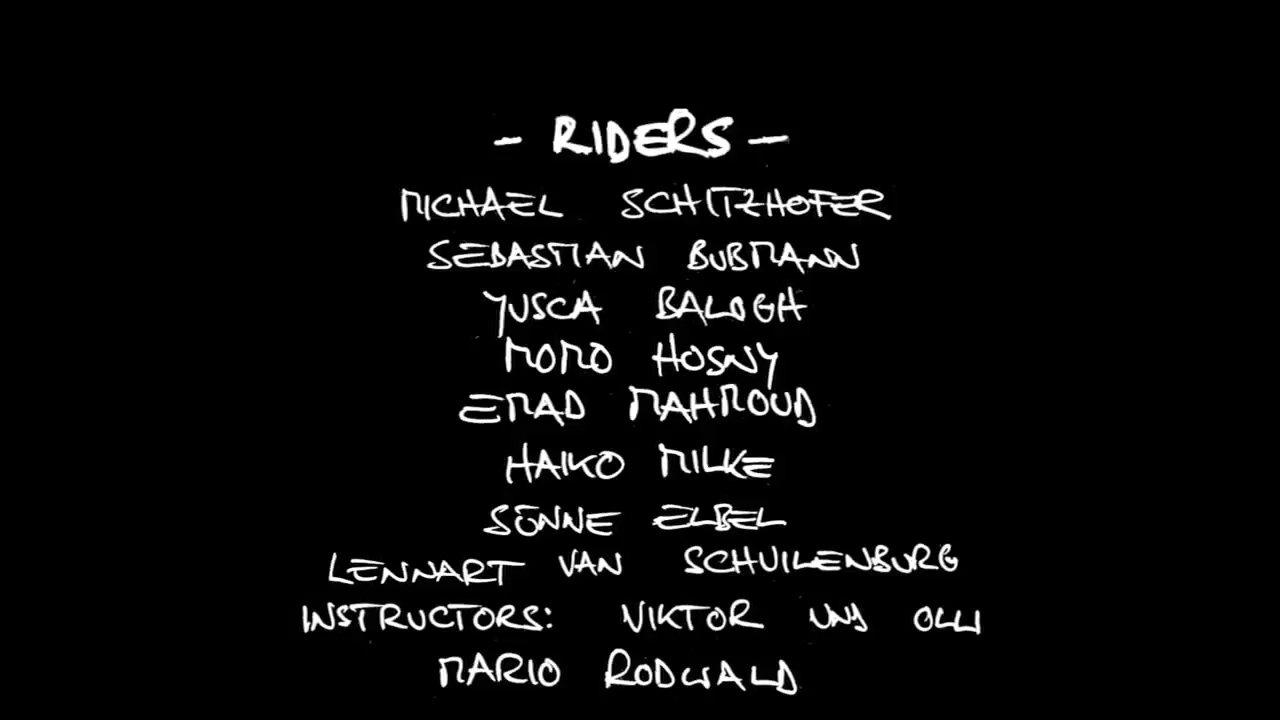 - RIDERS -
MICHAEL SCHITZHOFER
SEBASTIAN BUBMANN
YUSCA BALOGH
MOMO HOSNY
EMAD MAHMOUD
HAIKO MILKE
SÖNNE ELBEL
LENNART VAN SCHUILENBURG
INSTRUCTORS: VIKTOR UND OLLI
MARIO RODWALD